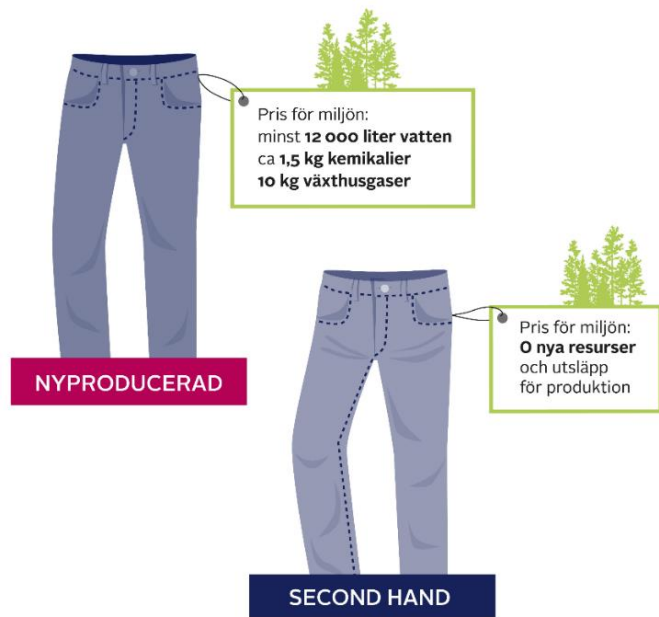 Pris för miljön:
minst 12 000 liter vatten
ca 1,5 kg kemikalier
10 kg växthusgaser
NYPRODUCERAD
Pris för miljön:
0 nya resurser
och utsläpp
för produktion
SECOND HAND